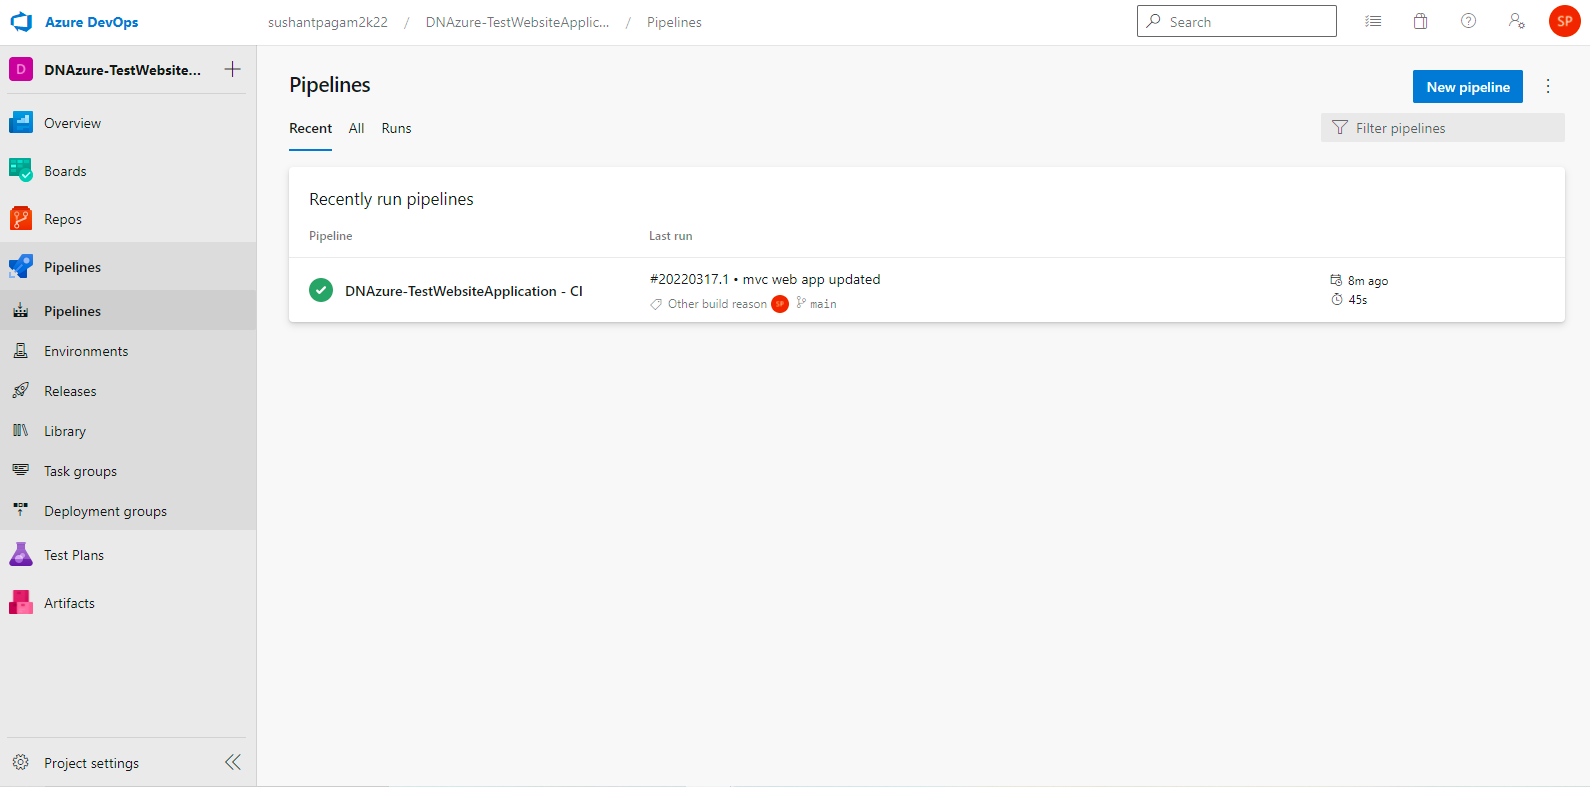 Azure DevOps
sushantpagam2k22 / DNAzure-TestWebsiteApplic... / Pipelines
Search
SP
D DNAzure-TestWebsite...
Overview
Boards
Repos
Pipelines
Pipelines
Environments
Releases
Library
Task groups
Deployment groups
Test Plans
Artifacts
Project settings
Pipelines
New pipeline
Recent All Runs
Filter pipelines
Recently run pipelines
Pipeline Last run
DNAzure-TestWebsiteApplication - CI
#20220317.1 • mvc web app updated
Other build reason SP main
8m ago
45s